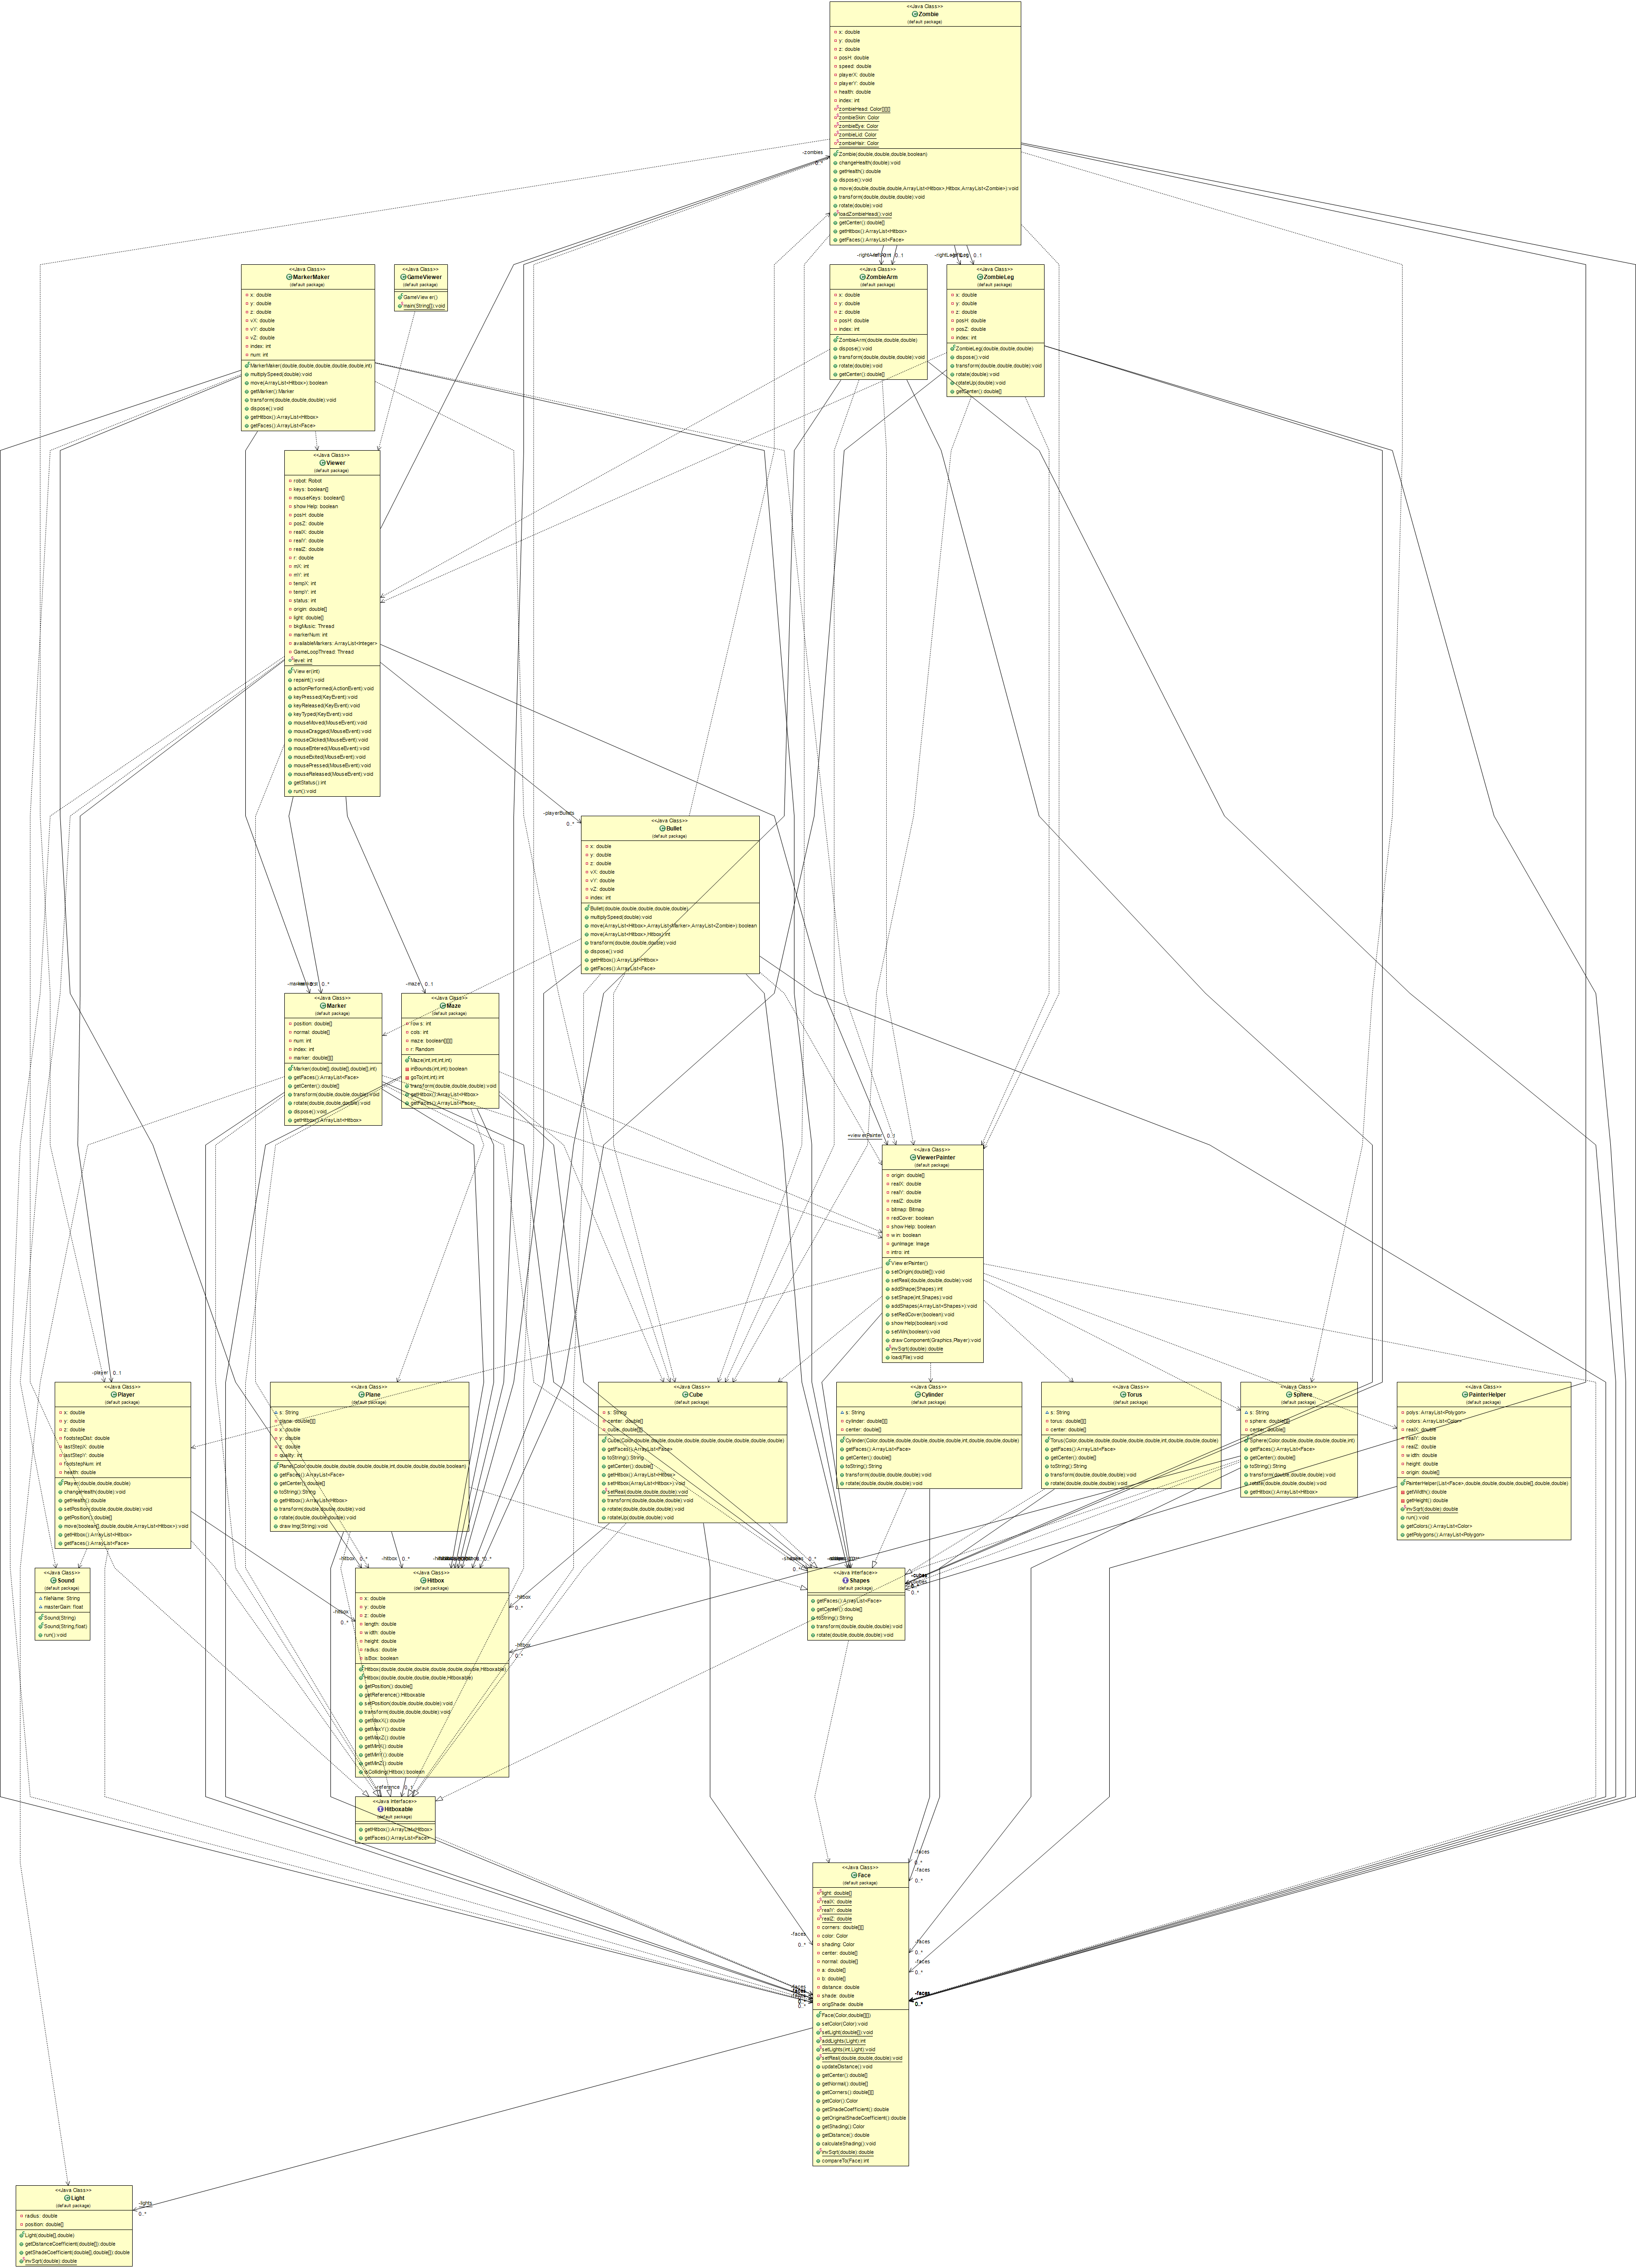 <<Java Class>>
Zombie
(default package)
x: double
y: double
z: double
posH: double
speed: double
playerX: double
playerY: double
health: double
index: int
zombieHead: Color[][][]
zombieSkin: Color
zombieEye: Color
zombieLid: Color
zombieHair: Color
Zombie(double,double,double,boolean)
changeHealth(double):void
getHealth():double
dispose():void
move(double,double,double,ArrayList<Hitbox>,Hitbox,ArrayList<Zombie>):void
transform(double,double,double):void
rotate(double):void
loadZombieHead():void
getCenter():double[]
getHitbox():ArrayList<Hitbox>
getFaces():ArrayList<Face>
-zombies
0..*
<<Java Class>>
MarkerMaker
(default package)
x: double
y: double
z: double
vX: double
vY: double
vZ: double
index: int
num: int
MarkerMaker(double,double,double,double,double,int)
multiplySpeed(double):void
move(ArrayList<Hitbox>):boolean
getMarker():Marker
transform(double,double,double):void
dispose():void
getHitbox():ArrayList<Hitbox>
getFaces():ArrayList<Face>
<<Java Class>>
GameViewer
(default package)
GameViewer()
main(String[]):void
0..1
<<Java Class>>
ZombieArm
(default package)
x: double
y: double
z: double
posH: double
index: int
ZombieArm(double,double,double)
dispose():void
transform(double,double,double):void
rotate(double):void
getCenter():double[]
<<Java Class>>
ZombieLeg
(default package)
x: double
y: double
z: double
posH: double
posZ: double
index: int
ZombieLeg(double,double,double)
dispose():void
transform(double,double,double):void
rotate(double):void
rotateUp(double):void
getCenter():double[]
<<Java Class>>
Viewer
(default package)
robot: Robot
keys: boolean[]
mouseKeys: boolean[]
showHelp: boolean
posH: double
posZ: double
realX: double
realY: double
realZ: double
r: double
mX: int
mY: int
tempX: int
tempY: int
status: int
origin: double[]
light: double[]
bkgMusic: Thread
markerNum: int
availableMarkers: ArrayList<Integer>
GameLoopThread: Thread
level: int
Viewer(int)
repaint():void
actionPerformed(ActionEvent):void
keyPressed(KeyEvent):void
keyReleased(KeyEvent):void
keyTyped(KeyEvent):void
mouseMoved(MouseEvent):void
mouseDragged(MouseEvent):void
mouseClicked(MouseEvent):void
mouseEntered(MouseEvent):void
mouseExited(MouseEvent):void
mousePressed(MouseEvent):void
mouseReleased(MouseEvent):void
getStatus():int
run():void
-playerBullets
0..*
<<Java Class>>
Bullet
(default package)
x: double
y: double
z: double
vX: double
vY: double
vZ: double
index: int
Bullet(double,double,double,double,double)
multiplySpeed(double):void
move(ArrayList<Hitbox>,ArrayList<Marker>,ArrayList<Zombie>):boolean
move(ArrayList<Hitbox>,Hitbox):int
transform(double,double,double):void
dispose():void
getHitbox():ArrayList<Hitbox>
getFaces():ArrayList<Face>
0..*
-maze 0..1
<<Java Class>>
Marker
(default package)
position: double[]
normal: double[]
num: int
index: int
marker: double[][]
Marker(double[],double[],double[],int)
getFaces():ArrayList<Face>
getCenter():double[]
transform(double,double,double):void
rotate(double,double,double):void
dispose():void
getHitbox():ArrayList<Hitbox>
<<Java Class>>
Maze
(default package)
rows: int
cols: int
maze: boolean[][][]
r: Random
Maze(int,int,int,int)
inBounds(int,int):boolean
goTo(int,int):int
transform(double,double,double):void
getHitbox():ArrayList<Hitbox>
getFaces():ArrayList<Face>
+viewerPainter 0..1
<<Java Class>>
ViewerPainter
(default package)
origin: double[]
realX: double
realY: double
realZ: double
bitmap: Bitmap
redCover: boolean
showHelp: boolean
win: boolean
gunImage: Image
intro: int
ViewerPainter()
setOrigin(double[]):void
setReal(double,double,double):void
addShape(Shapes):int
setShape(int,Shapes):void
addShapes(ArrayList<Shapes>):void
setRedCover(boolean):void
showHelp(boolean):void
setWin(boolean):void
drawComponent(Graphics,Player):void
invSqrt(double):double
load(File):void
-player 0..1
<<Java Class>>
Player
(default package)
x: double
y: double
z: double
footstepDist: double
lastStepX: double
lastStepY: double
footstepNum: int
health: double
Player(double,double,double)
changeHealth(double):void
getHealth():double
setPosition(double,double,double):void
getPosition():double[]
move(boolean[],double,double,ArrayList<Hitbox>):void
getHitbox():ArrayList<Hitbox>
getFaces():ArrayList<Face>
<<Java Class>>
Plane
(default package)
s: String
plane: double[][]
x: double
y: double
z: double
quality: int
Plane(Color,double,double,double,double,int,double,double,double,boolean)
getFaces():ArrayList<Face>
getCenter():double[]
toString():String
getHitbox():ArrayList<Hitbox>
transform(double,double,double):void
rotate(double,double,double):void
drawImg(String):void
<<Java Class>>
Cube
(default package)
s: String
center: double[]
cube: double[][]
Cube(Color,double,double,double,double,double,double,double,double,double)
getFaces():ArrayList<Face>
toString():String
getCenter():double[]
getHitbox():ArrayList<Hitbox>
setHitbox(ArrayList<Hitbox>):void
setReal(double,double,double):void
transform(double,double,double):void
rotate(double,double,double):void
rotateUp(double,double):void
<<Java Class>>
Cylinder
(default package)
s: String
cylinder: double[][]
center: double[]
Cylinder(Color,double,double,double,double,double,int,double,double,double)
getFaces():ArrayList<Face>
getCenter():double[]
toString():String
transform(double,double,double):void
rotate(double,double,double):void
<<Java Class>>
Torus
(default package)
s: String
torus: double[][]
center: double[]
Torus(Color,double,double,double,double,double,int,double,double,double)
getFaces():ArrayList<Face>
getCenter():double[]
toString():String
transform(double,double,double):void
rotate(double,double,double):void
<<Java Class>>
Sphere
(default package)
s: String
sphere: double[][]
center: double[]
Sphere(Color,double,double,double,double,int)
getFaces():ArrayList<Face>
getCenter():double[]
toString():String
transform(double,double,double):void
rotate(double,double,double):void
getHitbox():ArrayList<Hitbox>
<<Java Class>>
PainterHelper
(default package)
polys: ArrayList<Polygon>
colors: ArrayList<Color>
realX: double
realY: double
realZ: double
width: double
height: double
origin: double[]
PainterHelper(List<Face>,double,double,double,double[],double,double)
getWidth():double
getHeight():double
invSqrt(double):double
run():void
getColors():ArrayList<Color>
getPolygons():ArrayList<Polygon>
<<Java Class>>
Sound
(default package)
fileName: String
masterGain: float
Sound(String)
Sound(String,float)
run():void
-hitbox 0..*
-hitbox 0..*
<<Java Class>>
Hitbox
(default package)
x: double
y: double
z: double
length: double
width: double
height: double
radius: double
isBox: boolean
Hitbox(double,double,double,double,double,double,Hitboxable)
Hitbox(double,double,double,double,Hitboxable)
getPosition():double[]
getReference():Hitboxable
setPosition(double,double,double):void
transform(double,double,double):void
getMaxX():double
getMaxY():double
getMaxZ():double
getMinX():double
getMinY():double
getMinZ():double
isColliding(Hitbox):boolean
-hitbox
0..*
-hitbox
0..*
-hitbox
0..*
<<Java Interface>>
Shapes
(default package)
getFaces():ArrayList<Face>
getCenter():double[]
toString():String
transform(double,double,double):void
rotate(double,double,double):void
-cubes
0..*
-reference 0..1
<<Java Interface>>
Hitboxable
(default package)
getHitbox():ArrayList<Hitbox>
getFaces():ArrayList<Face>
-faces
0..*
-faces
0..*
<<Java Class>>
Face
(default package)
light: double[]
realX: double
realY: double
realZ: double
corners: double[][]
color: Color
shading: Color
center: double[]
normal: double[]
a: double[]
b: double[]
distance: double
shade: double
origShade: double
Face(Color,double[][])
setColor(Color):void
setLight(double[]):void
addLights(Light):int
setLights(int,Light):void
setReal(double,double,double):void
updateDistance():void
getCenter():double[]
getNormal():double[]
getCorners():double[][]
getColor():Color
getShadeCoefficient():double
getOriginalShadeCoefficient():double
getShading():Color
getDistance():double
calculateShading():void
invSqrt(double):double
compareTo(Face):int
-faces
0..*
-faces
0..*
-faces
0..*
-faces
0..*
-faces
0..*
<<Java Class>>
Light
(default package)
radius: double
position: double[]
Light(double[],double)
getDistanceCoefficient(double[]):double
getShadeCoefficient(double[],double[]):double
invSqrt(double):double
-lights
0..*